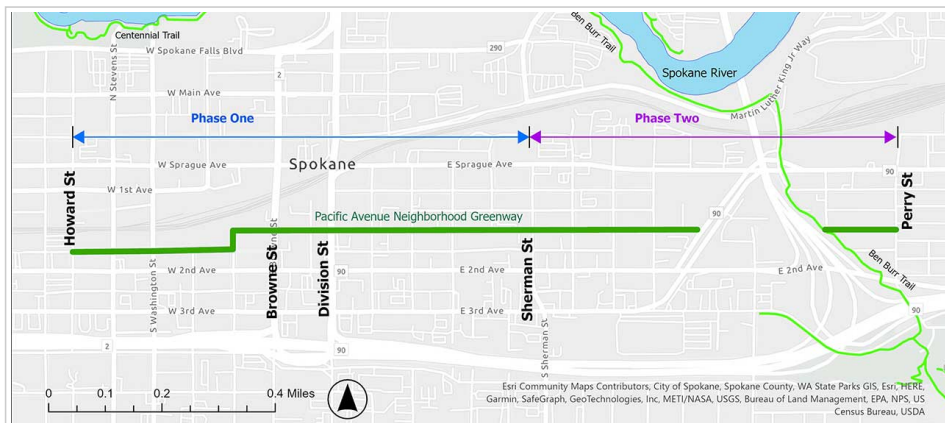 Centennial Trail
W Spokane Falls Blvd
N Stevens St
2
290
Ben Burr Trail
Spokane River
Martin Luther King Jr Way
W Main Ave
Phase One
Phase Two
W Sprague Ave
Spokane
E Sprague Ave
90
W 1st Ave
Howard St
Perry St
Pacific Avenue Neighborhood Greenway
90
Browne St
Division St
Sherman St
W 2nd Ave
90
E 2nd Ave
E 2nd Ave
Ben Burr Trail
S Washington St
W 3rd Ave
E 3rd Ave
90
S Sherman St
2
90
0 0.1 0.2 0.4 Miles
Esri Community Maps Contributors, City of Spokane, Spokane County, WA State Parks GIS, Esri, HERE,
Garmin, SafeGraph, GeoTechnologies, Inc, METI/NASA, USGS, Bureau of Land Management, EPA, NPS, US
Census Bureau, USDA